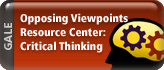 GALE
Opposing Viewpoints
Resource Center:
Critical Thinking